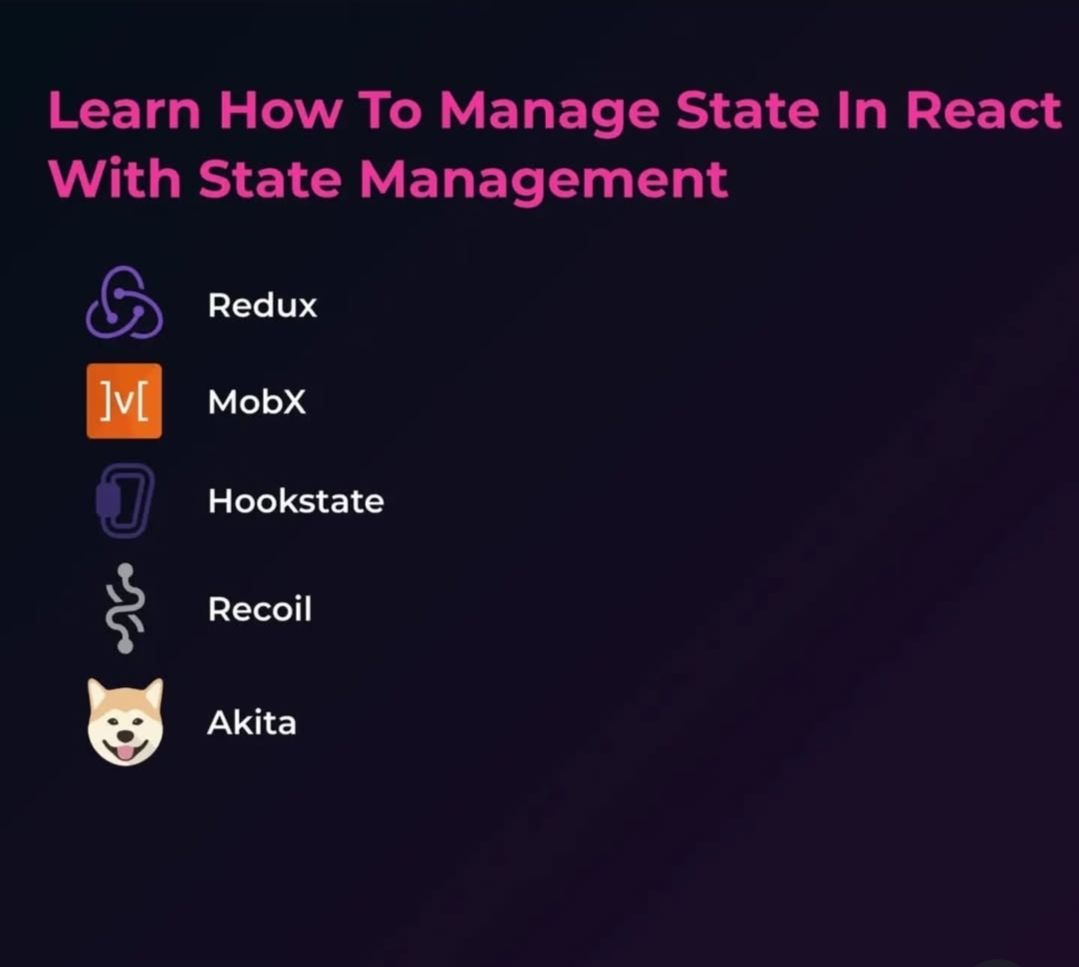 Learn How To Manage State In React
With State Management
Redux
]v[
MobX
Hookstate
Recoil
Akita